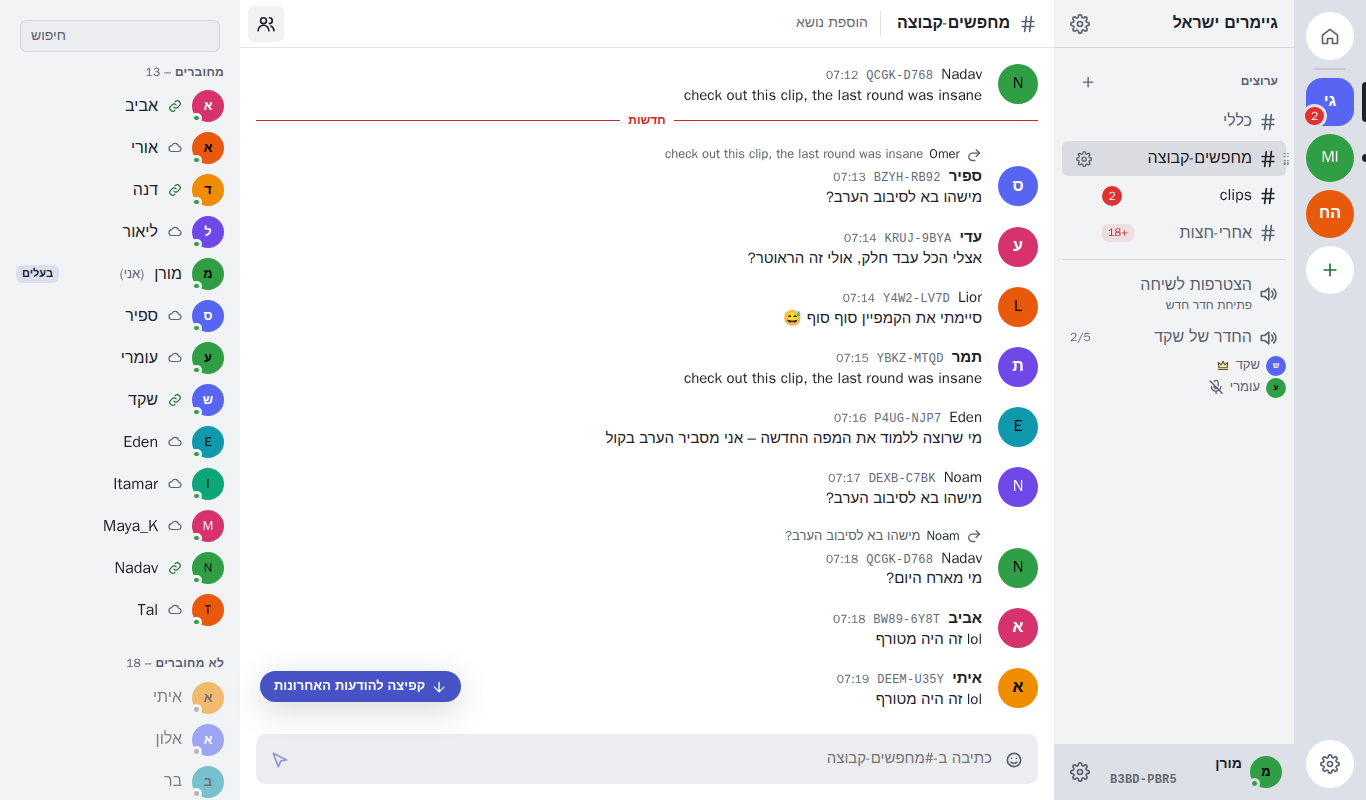 גי
2
MI
הח
גיימרים ישראל
ערוצים
כללי
מחפשים-קבוצה
clips
2
אחרי-חצות
18+
הצטרפות לשיחה
פתיחת חדר חדש
החדר של שקד
2/5
ש
שקד
ע
עומרי
מ
מורן
B3BD-PBR5
# מחפשים-קבוצה
הוספת נושא
N
Nadav QCGK-D768 07:12
check out this clip, the last round was insane
חדשות
Omer check out this clip, the last round was insane
ס
ספיר BZYH-RB92 07:13
מישהו בא לסיבוב הערב?
ע
עדי KRUJ-9BYA 07:14
אצלי הכל עבד חלק, אולי זה הראוטר?
L
Lior Y4W2-LV7D 07:14
סיימתי את הקמפיין סוף סוף 😅
ת
תמר YBKZ-MTQD 07:15
check out this clip, the last round was insane
E
Eden P4UG-NJP7 07:16
מי שרוצה ללמוד את המפה החדשה – אני מסביר הערב בקול
N
Noam DEXB-C7BK 07:17
מישהו בא לסיבוב הערב?
Noam מישהו בא לסיבוב הערב?
N
Nadav QCGK-D768 07:18
מי מארח היום?
א
אביב BW89-6Y8T 07:18
lol זה היה מטורף
א
איתי DEEM-U35Y 07:19
lol זה היה מטורף
קפיצה להודעות האחרונות
כתיבה ב-#מחפשים-קבוצה
חיפוש
מחוברים – 13
א
אביב
א
אורי
ד
דנה
ל
ליאור
מ
מורן (אני)
בעלים
ס
ספיר
ע
עומרי
ש
שקד
E
Eden
I
Itamar
M
Maya_K
N
Nadav
T
Tal
לא מחוברים – 18
א
איתי
א
אלון
ב
בר